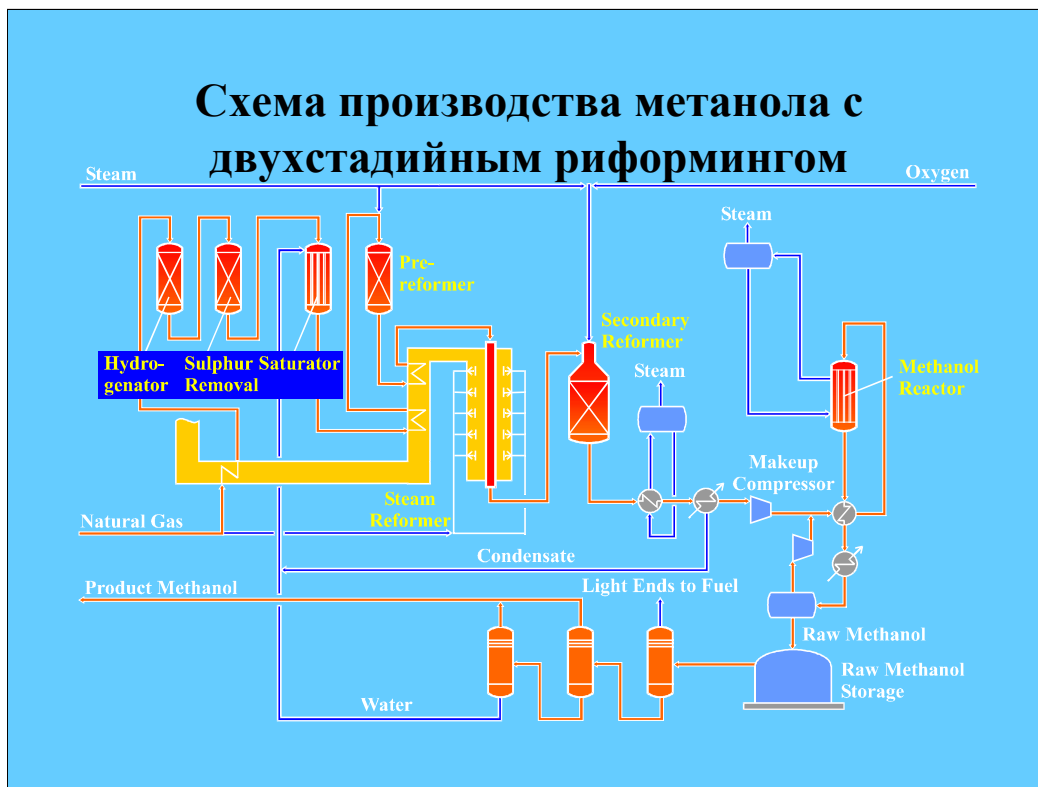 Схема производства метанола с
двухстадийным риформингом
Steam
Oxygen
Steam
Pre-
reformer
Secondary
Reformer
Hydro-
genator
Sulphur
Removal
Saturator
Steam
Methanol
Reactor
Makeup
Compressor
Steam
Reformer
Natural Gas
Condensate
Product Methanol
Light Ends to Fuel
Raw Methanol
Raw Methanol
Storage
Water